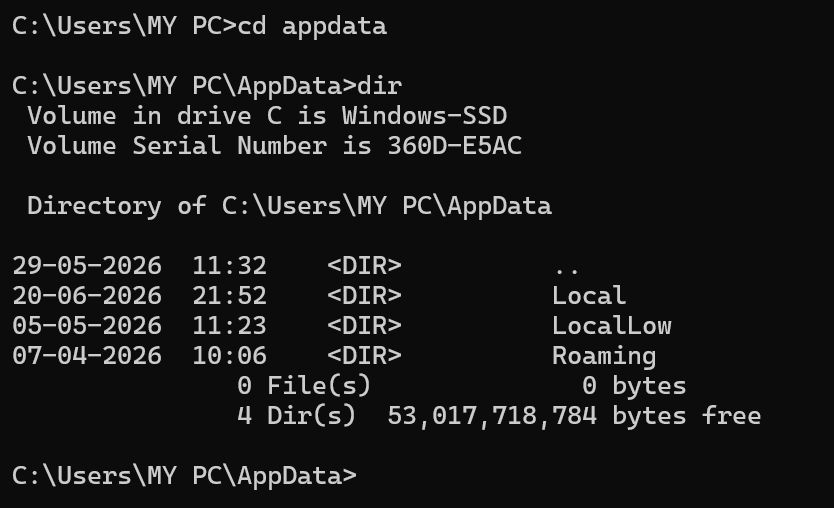 C:\Users\MY PC>cd appdata
C:\Users\MY PC\AppData>dir
 Volume in drive C is Windows-SSD
 Volume Serial Number is 360D-E5AC
 Directory of C:\Users\MY PC\AppData
29-05-2026  11:32    <DIR>          ..
20-06-2026  21:52    <DIR>          Local
05-05-2026  11:23    <DIR>          LocalLow
07-04-2026  10:06    <DIR>          Roaming
               0 File(s)              0 bytes
               4 Dir(s)  53,017,718,784 bytes free
C:\Users\MY PC\AppData>